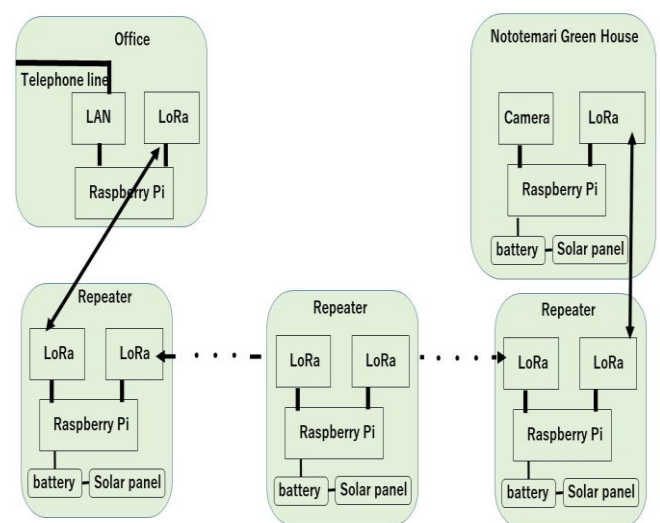 Office
Telephone line
LAN
LoRa
Raspberry Pi
Nototemari Green House
Camera
LoRa
Raspberry Pi
battery
Solar panel
Repeater
LoRa
LoRa
Raspberry Pi
battery
Solar panel
Repeater
LoRa
LoRa
Raspberry Pi
battery
Solar panel
Repeater
LoRa
LoRa
Raspberry Pi
battery
Solar panel